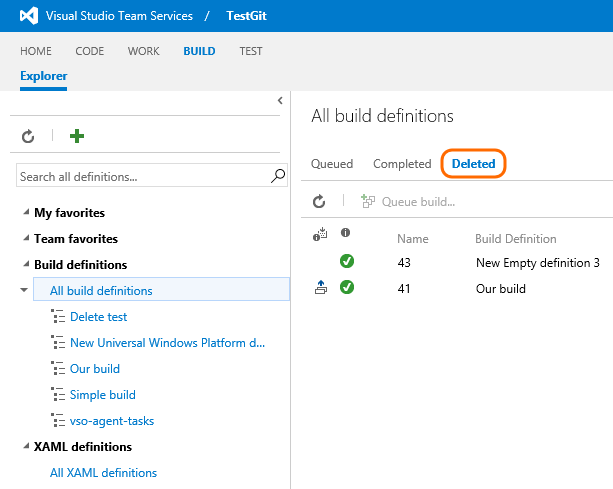 Visual Studio Team Services / TestGit
HOME CODE WORK BUILD TEST
Explorer
Search all definitions...
My favorites
Team favorites
Build definitions
All build definitions
Delete test
New Universal Windows Platform d...
Our build
Simple build
vso-agent-tasks
XAML definitions
All XAML definitions
All build definitions
Queued Completed Deleted
Queue build...
Name Build Definition
43 New Empty definition 3
41 Our build